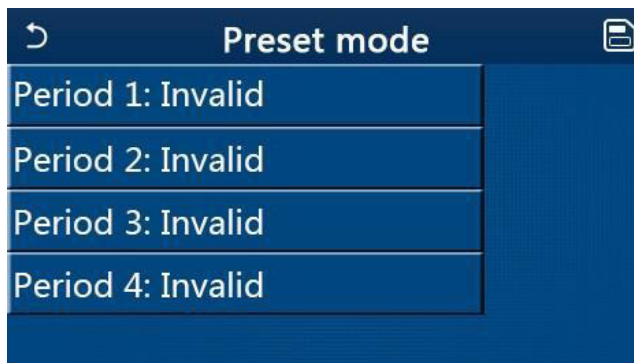 Preset mode
Period 1: Invalid
Period 2: Invalid
Period 3: Invalid
Period 4: Invalid